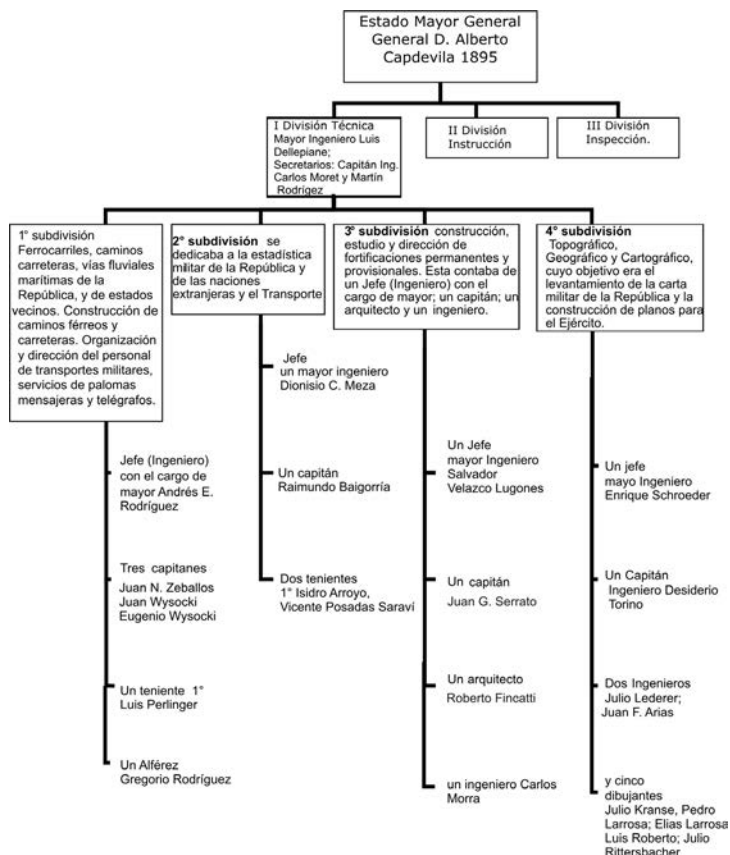 Estado Mayor General
General D. Alberto
Capdevila 1895
I División Técnica
Mayor Ingeniero Luis
Dellepiane;
Secretarios: Capitán Ing.
Carlos Moret y Martín
Rodrígez
II División
Instrucción
III División
Inspección.
1° subdivisión
Ferrocarriles, caminos
carreteras, vías fluviales
marítimas de la
República, y de estados
vecinos. Construcción de
caminos férreos y
carreteras. Organización
y dirección del personal
de transportes militares,
servicios de palomas
mensajeras y telégrafos.
Jefe (Ingeniero)
con el cargo de
mayor Andrés E.
Rodríguez
Tres capitanes
Juan N. Zeballos
Juan Wysocki
Eugenio Wysocki
Un teniente 1°
Luis Perlinger
Un Alférez
Gregorio Rodríguez
2° subdivisión se
dedicaba a la estadística
militar de la República y
de las naciones
extranjeras y el Transporte
Jefe
un mayor ingeniero
Dionisio C. Meza
Un capitán
Raimundo Baigorría
Dos tenientes
1° Isidro Arroyo,
Vicente Posadas Saraví
3° subdivisión construcción,
estudio y dirección de
fortificaciones permanentes y
provisionales. Esta contaba de
un Jefe (Ingeniero) con el
cargo de mayor; un capitán; un
arquitecto y un ingeniero.
Un Jefe
mayor Ingeniero
Salvador
Velazco Lugones
Un capitán
Juan G. Serrato
Un arquitecto
Roberto Fincatti
un ingeniero Carlos
Morra
4° subdivisión
Topográfico,
Geográfico y Cartográfico,
cuyo objetivo era el
levantamiento de la carta
militar de la República y la
construcción de planos para
el Ejército.
Un jefe
mayo Ingeniero
Enrique Schroeder
Un Capitán
Ingeniero Desiderio
Torino
Dos Ingenieros
Julio Lederer;
Juan F. Arias
y cinco
dibujantes
Julio Kranse, Pedro
Larrosa; Elias Larrosa
Luis Roberto; Julio
Rittersbacher